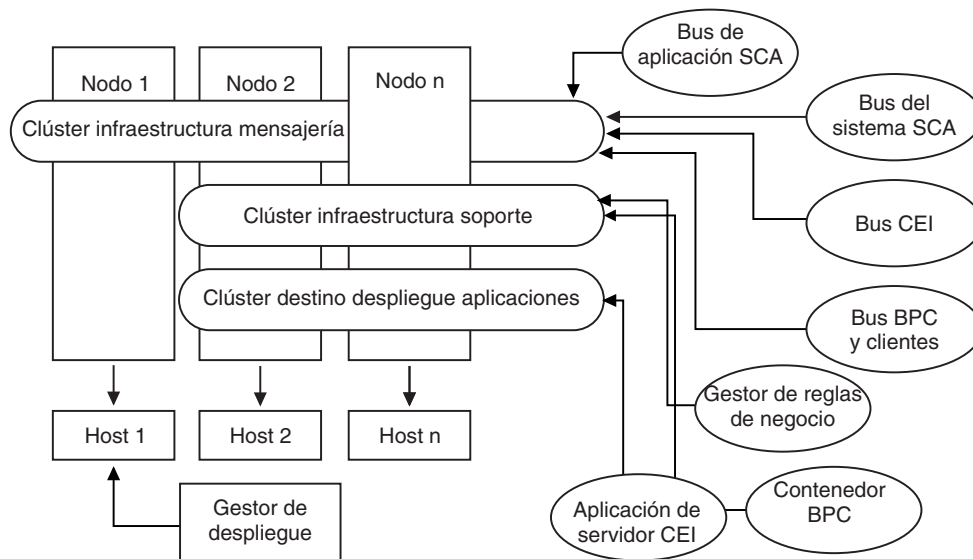 Nodo 1
Nodo 2
Nodo n
Clúster infraestructura mensajería
Clúster infraestructura soporte
Clúster destino despliegue aplicaciones
Host 1
Host 2
Host n
Gestor de
despliegue
Bus de
aplicación SCA
Bus del
sistema SCA
Bus CEI
Bus BPC
y clientes
Gestor de reglas
de negocio
Aplicación de
servidor CEI
Contenedor
BPC